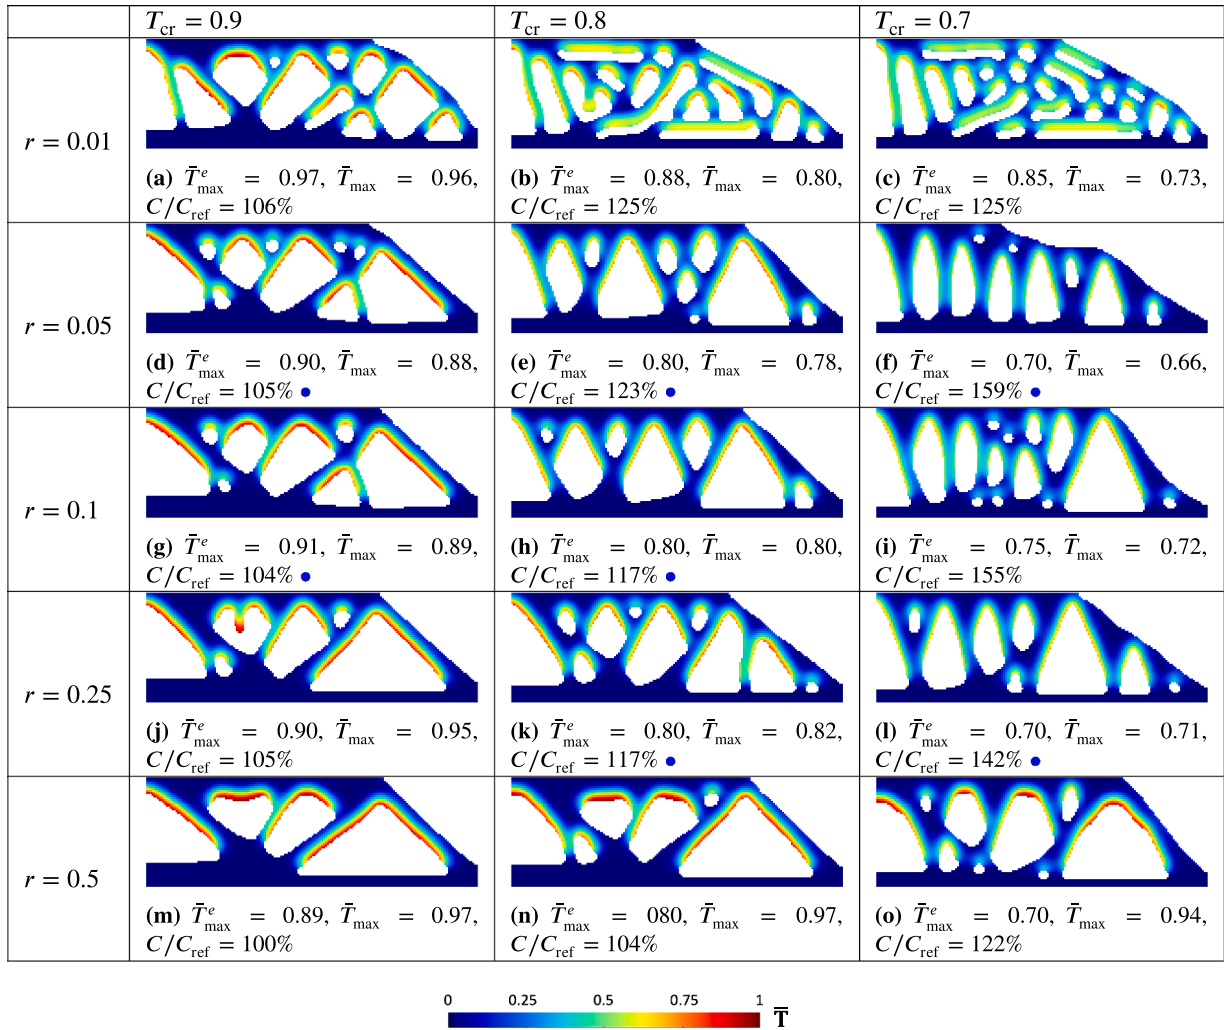 T_cr = 0.9 T_cr = 0.8 T_cr = 0.7
r = 0.01
(a) T̄^e_max = 0.97, T̄_max = 0.96,
C/C_ref = 106%
(b) T̄^e_max = 0.88, T̄_max = 0.80,
C/C_ref = 125%
(c) T̄^e_max = 0.85, T̄_max = 0.73,
C/C_ref = 125%
r = 0.05
(d) T̄^e_max = 0.90, T̄_max = 0.88,
C/C_ref = 105% •
(e) T̄^e_max = 0.80, T̄_max = 0.78,
C/C_ref = 123% •
(f) T̄^e_max = 0.70, T̄_max = 0.66,
C/C_ref = 159% •
r = 0.1
(g) T̄^e_max = 0.91, T̄_max = 0.89,
C/C_ref = 104% •
(h) T̄^e_max = 0.80, T̄_max = 0.80,
C/C_ref = 117% •
(i) T̄^e_max = 0.75, T̄_max = 0.72,
C/C_ref = 155%
r = 0.25
(j) T̄^e_max = 0.90, T̄_max = 0.95,
C/C_ref = 105%
(k) T̄^e_max = 0.80, T̄_max = 0.82,
C/C_ref = 117% •
(l) T̄^e_max = 0.70, T̄_max = 0.71,
C/C_ref = 142% •
r = 0.5
(m) T̄^e_max = 0.89, T̄_max = 0.97,
C/C_ref = 100%
(n) T̄^e_max = 080, T̄_max = 0.97,
C/C_ref = 104%
(o) T̄^e_max = 0.70, T̄_max = 0.94,
C/C_ref = 122%
0 0.25 0.5 0.75 1 T̄